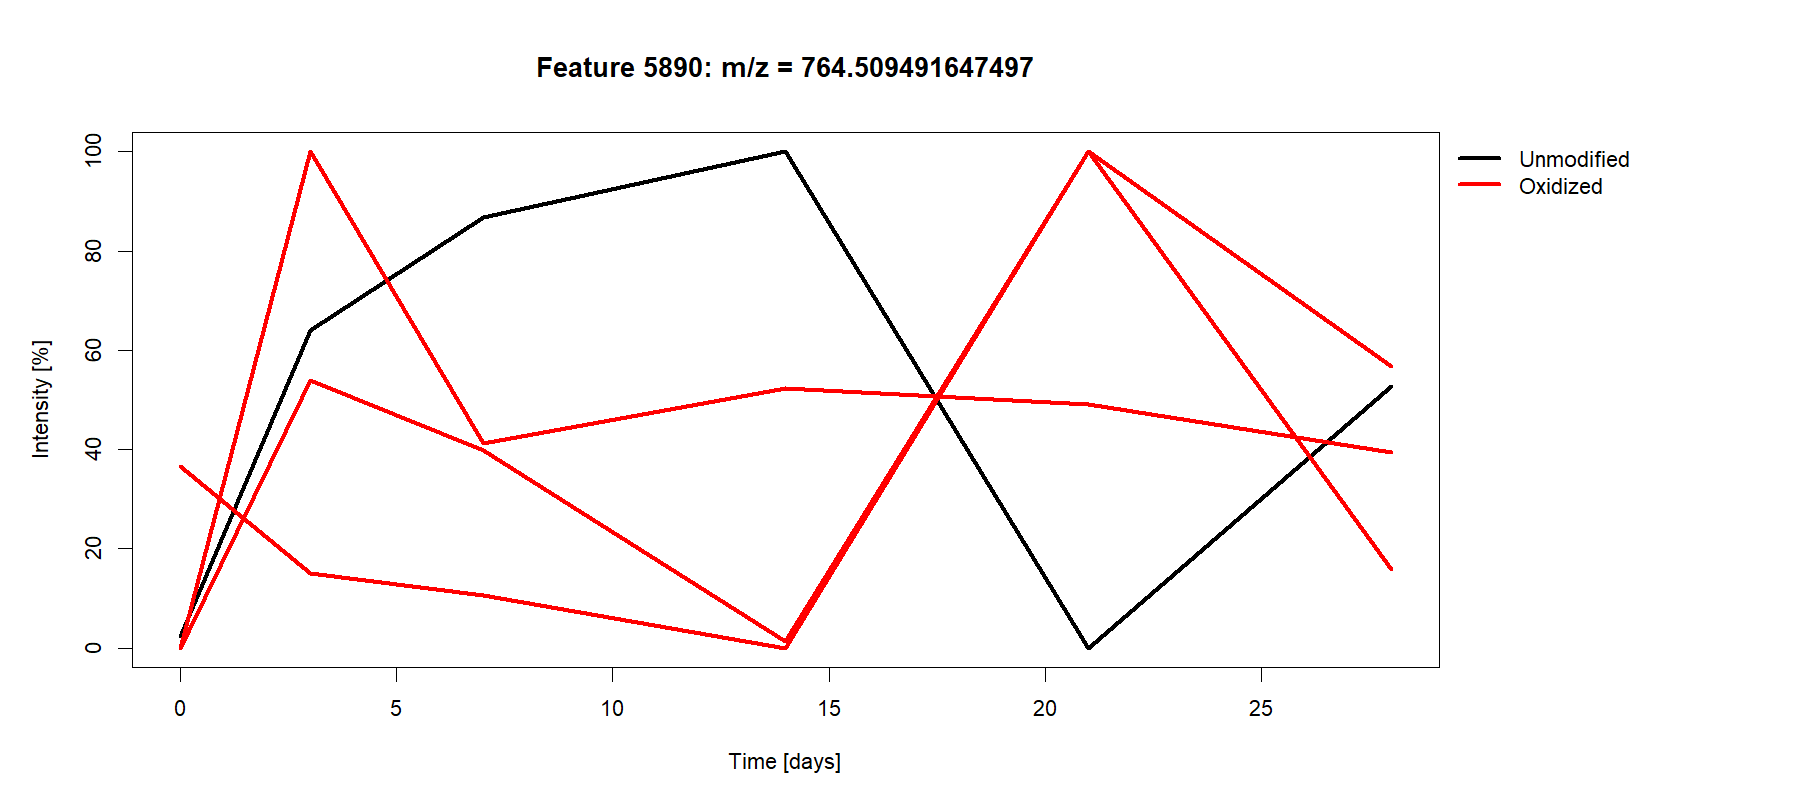 Feature 5890: m/z = 764.509491647497
Unmodified
Oxidized
Intensity [%]
100
80
60
40
20
0
0 5 10 15 20 25
Time [days]